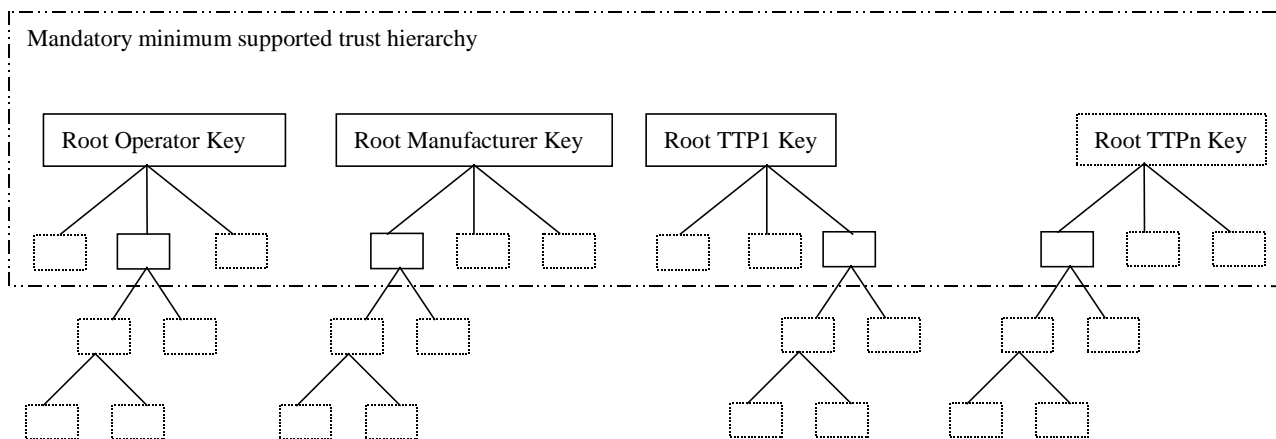 Mandatory minimum supported trust hierarchy
Root Operator Key
Root Manufacturer Key
Root TTP1 Key
Root TTPn Key